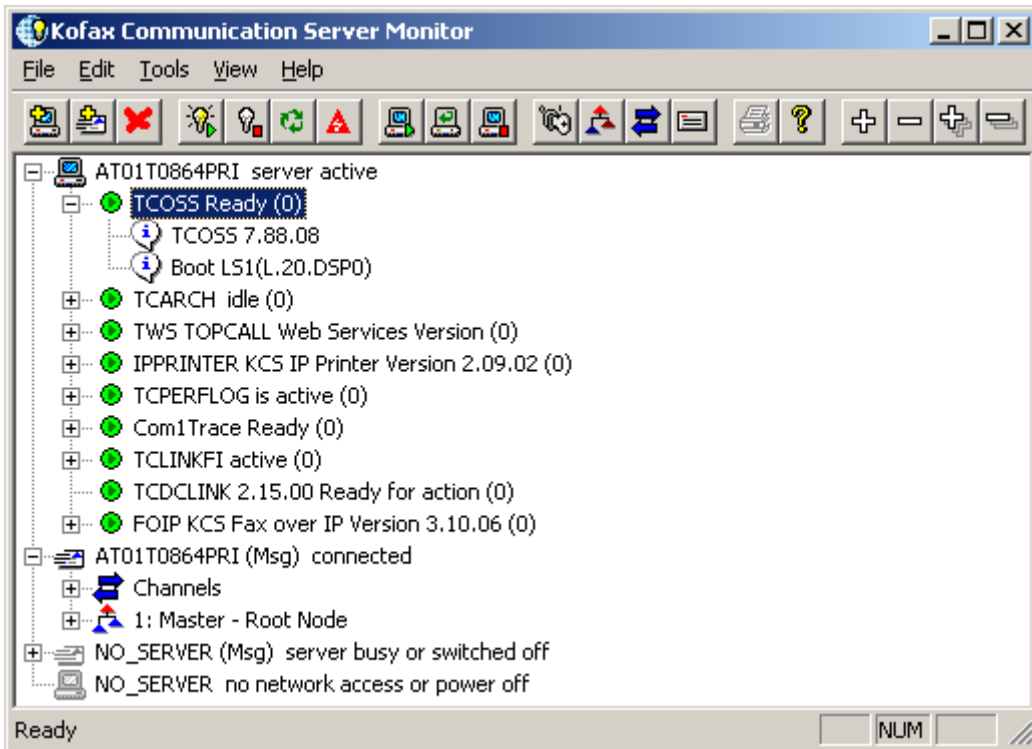 Kofax Communication Server Monitor
File Edit Tools View Help
AT01T0864PRI server active
TCOSS Ready (0)
TCOSS 7.88.08
Boot LS1(L.20.DSP0)
TCARCH idle (0)
TWS TOPCALL Web Services Version (0)
IPPRINTER KCS IP Printer Version 2.09.02 (0)
TCPERFLOG is active (0)
Com1Trace Ready (0)
TCLINKFI active (0)
TCDCLINK 2.15.00 Ready for action (0)
FOIP KCS Fax over IP Version 3.10.06 (0)
AT01T0864PRI (Msg) connected
Channels
1: Master - Root Node
NO_SERVER (Msg) server busy or switched off
NO_SERVER no network access or power off
Ready NUM